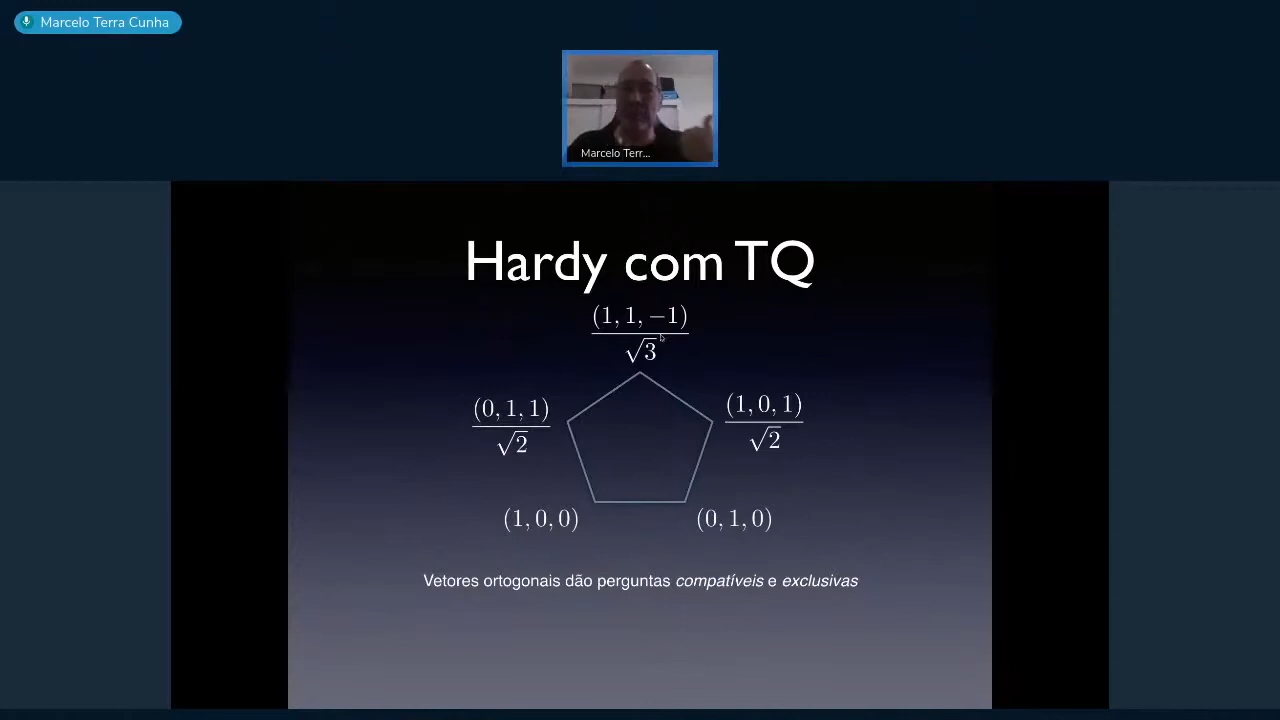 Marcelo Terra Cunha
Marcelo Terr...
Hardy com TQ
(1, 1, −1)
√3
(0, 1, 1)
√2
(1, 0, 1)
√2
(1, 0, 0)
(0, 1, 0)
Vetores ortogonais dão perguntas compatíveis e exclusivas